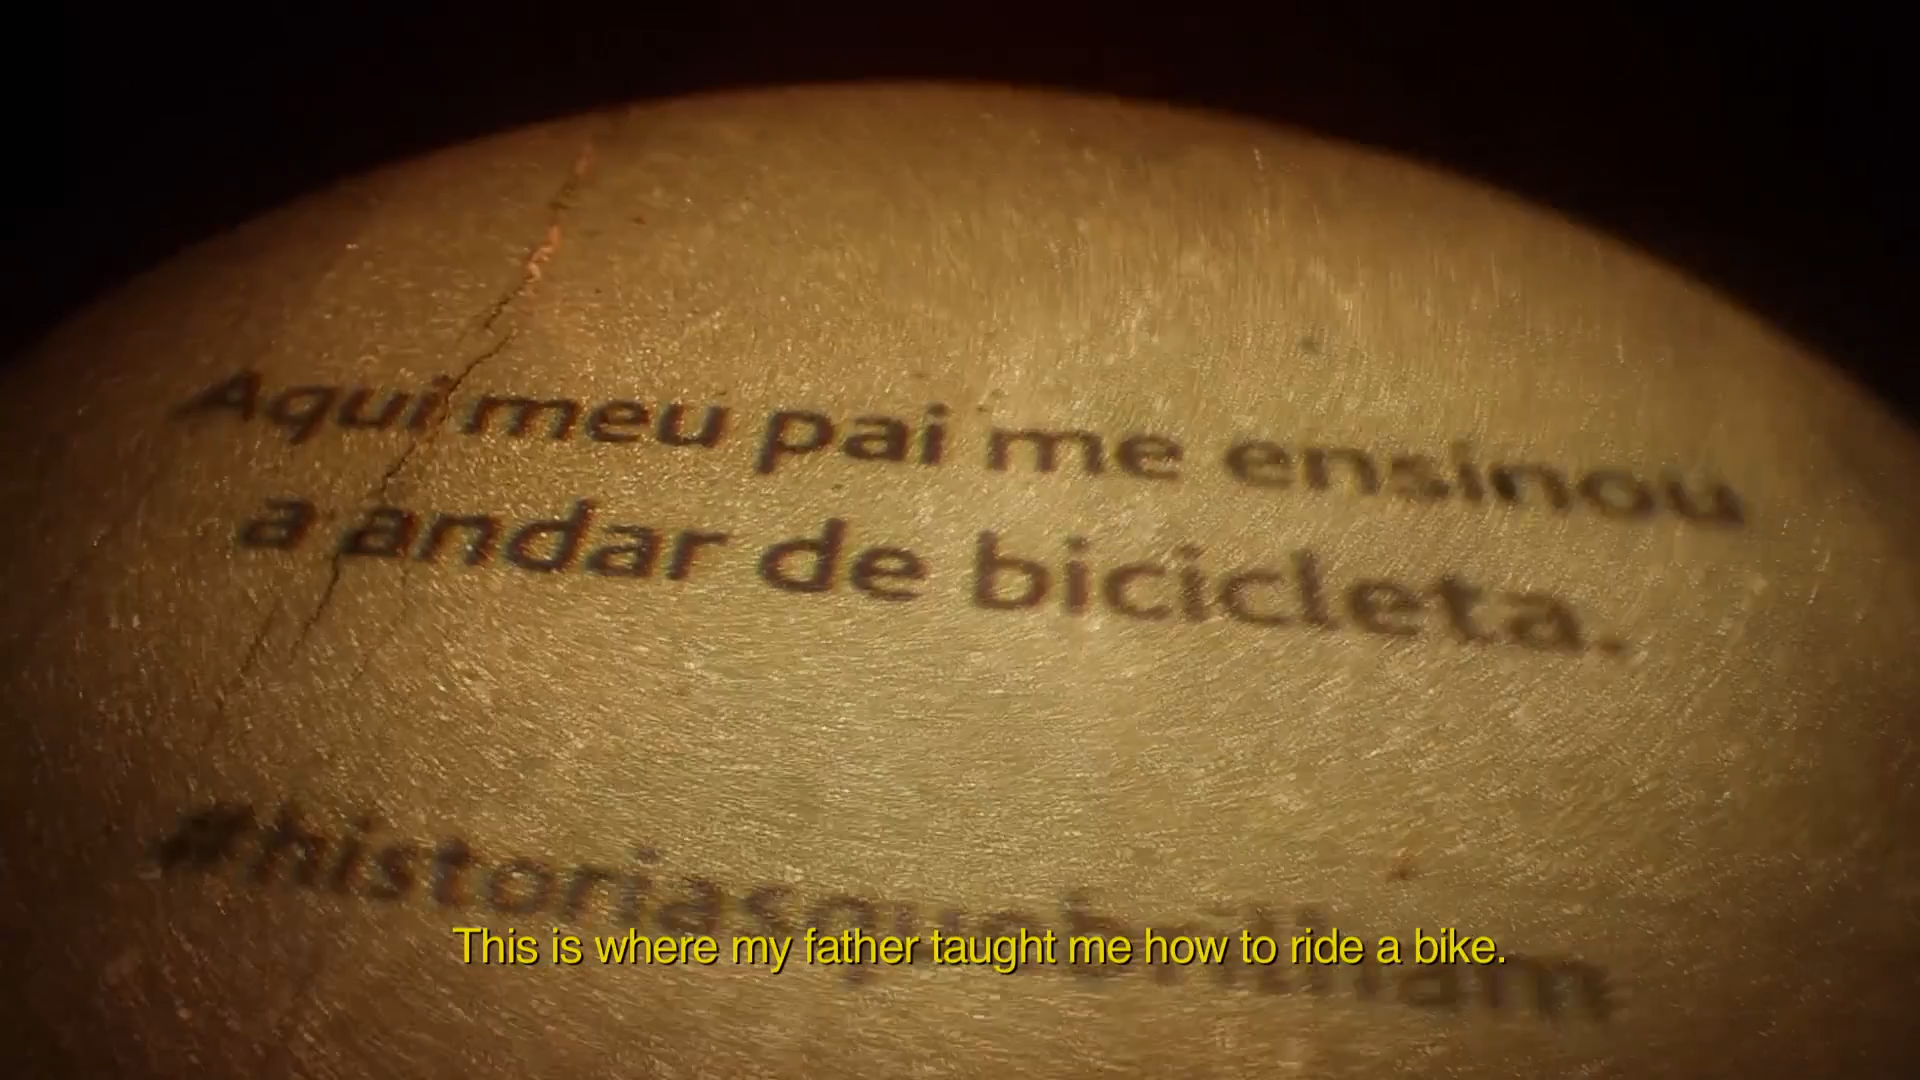 Aqui meu pai me ensinou
a andar de bicicleta.
#historiasquebrilham
This is where my father taught me how to ride a bike.